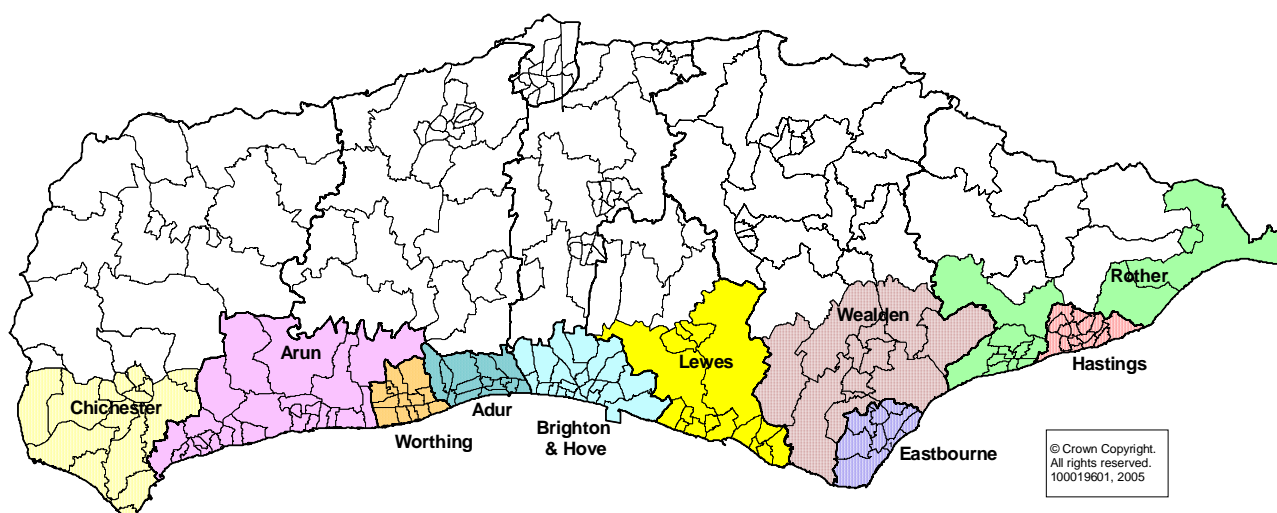 Rother
Wealden
Arun
Lewes
Hastings
Chichester
Adur
Worthing
Brighton
& Hove
Eastbourne
© Crown Copyright.
All rights reserved.
100019601, 2005